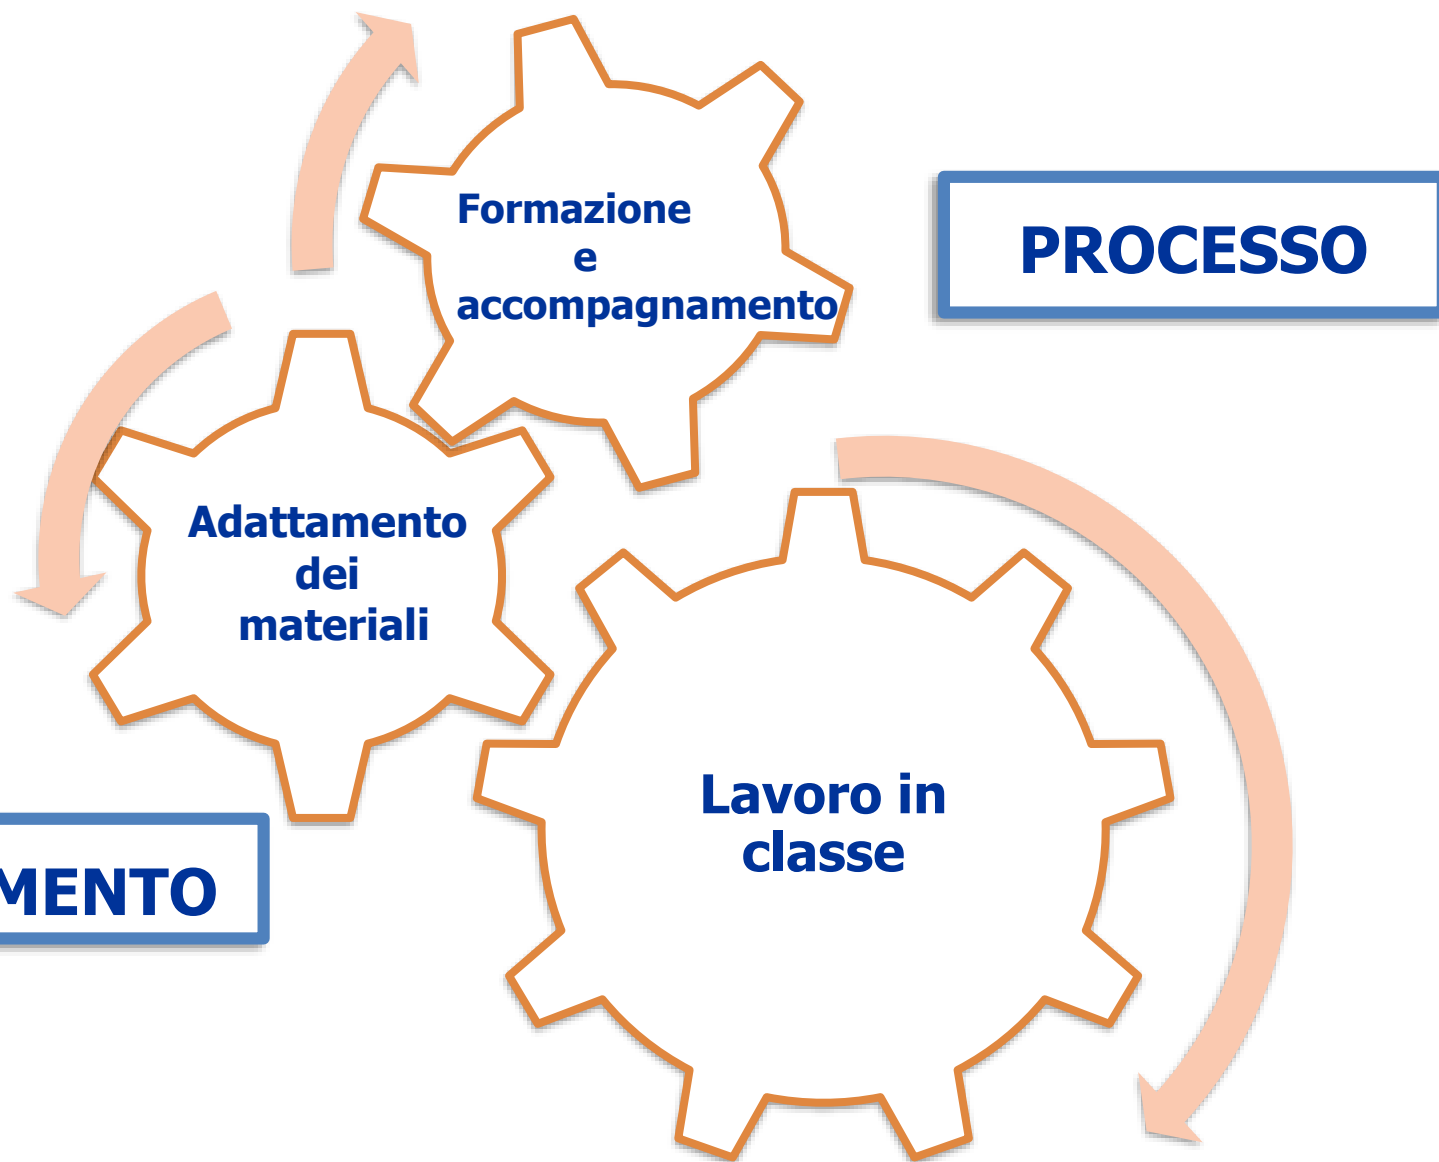 Formazione
e
accompagnamento
PROCESSO
Adattamento
dei
materiali
Lavoro in
classe
MENTO